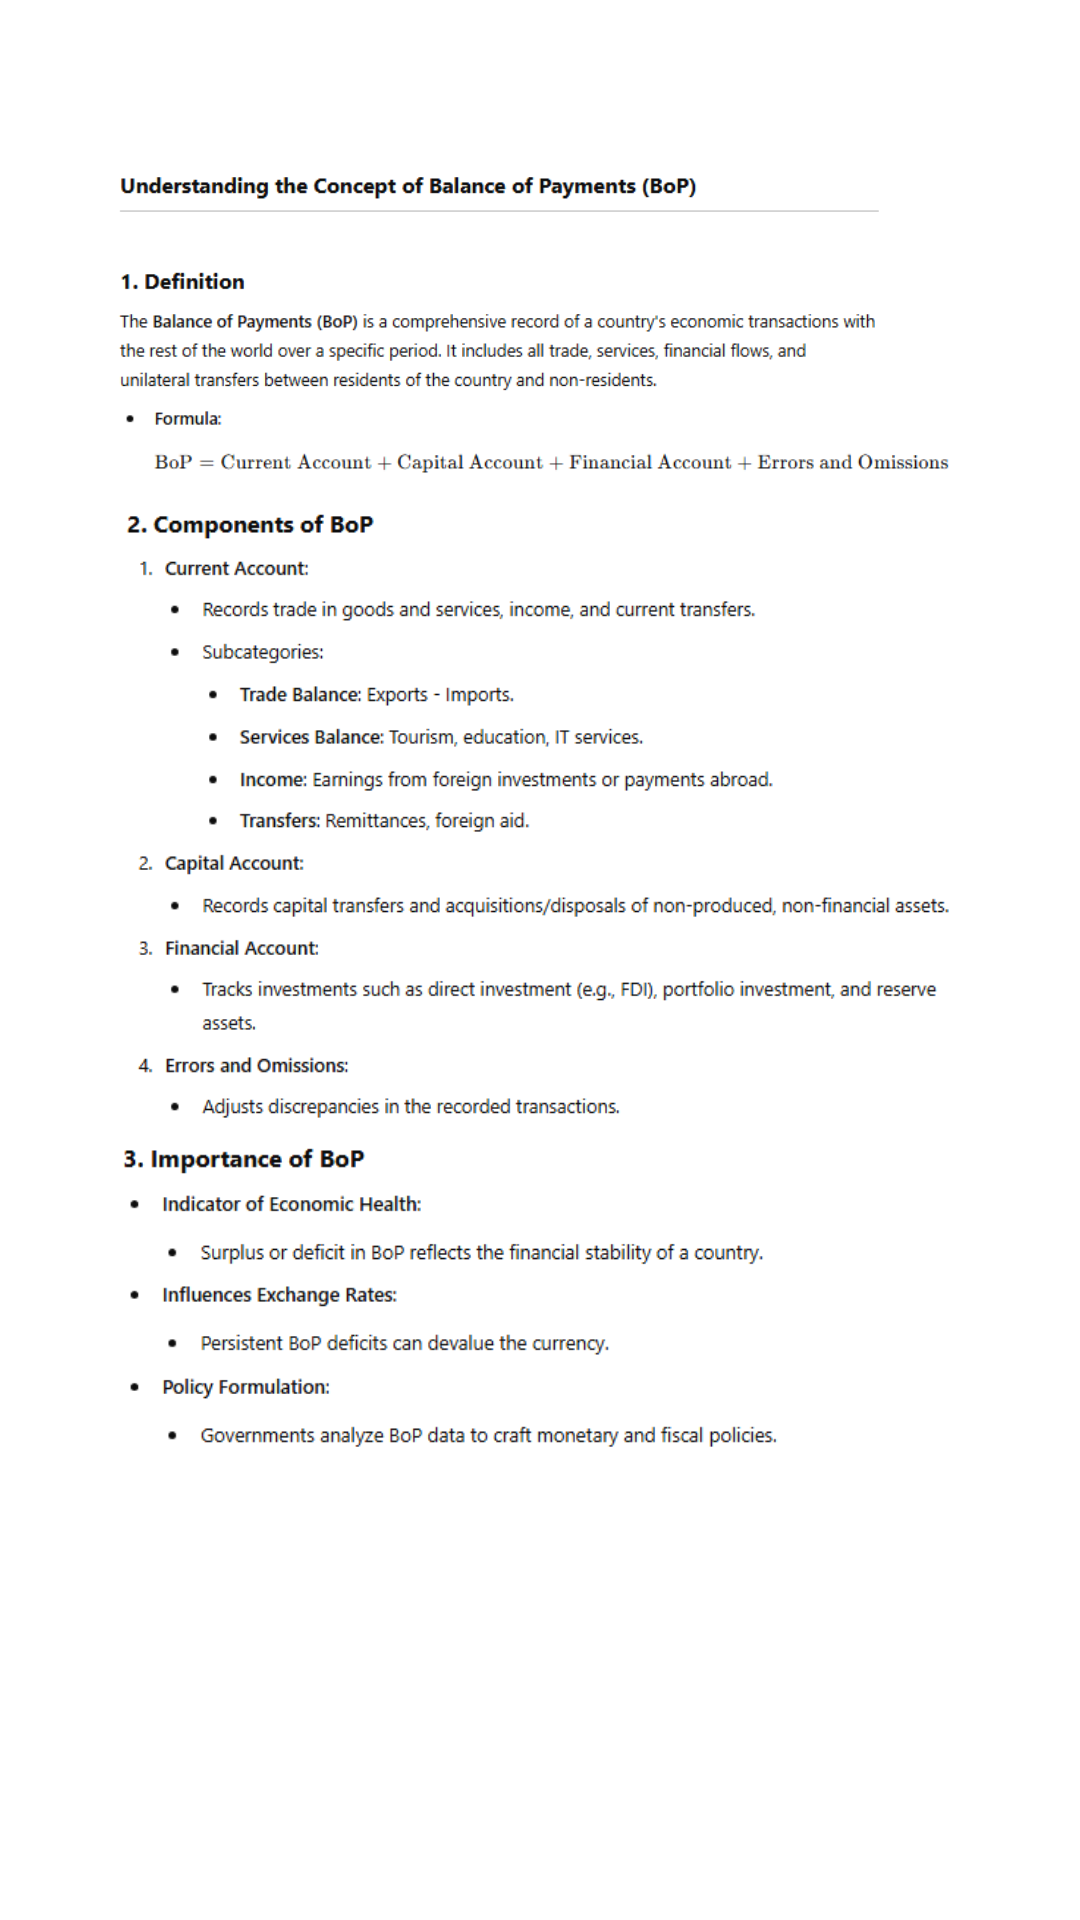 Understanding the Concept of Balance of Payments (BoP)
1. Definition
The Balance of Payments (BoP) is a comprehensive record of a country's economic transactions with
the rest of the world over a specific period. It includes all trade, services, financial flows, and
unilateral transfers between residents of the country and non-residents.
• Formula:
BoP = Current Account + Capital Account + Financial Account + Errors and Omissions
2. Components of BoP
1. Current Account:
• Records trade in goods and services, income, and current transfers.
• Subcategories:
• Trade Balance: Exports - Imports.
• Services Balance: Tourism, education, IT services.
• Income: Earnings from foreign investments or payments abroad.
• Transfers: Remittances, foreign aid.
2. Capital Account:
• Records capital transfers and acquisitions/disposals of non-produced, non-financial assets.
3. Financial Account:
• Tracks investments such as direct investment (e.g., FDI), portfolio investment, and reserve
assets.
4. Errors and Omissions:
• Adjusts discrepancies in the recorded transactions.
3. Importance of BoP
• Indicator of Economic Health:
• Surplus or deficit in BoP reflects the financial stability of a country.
• Influences Exchange Rates:
• Persistent BoP deficits can devalue the currency.
• Policy Formulation:
• Governments analyze BoP data to craft monetary and fiscal policies.